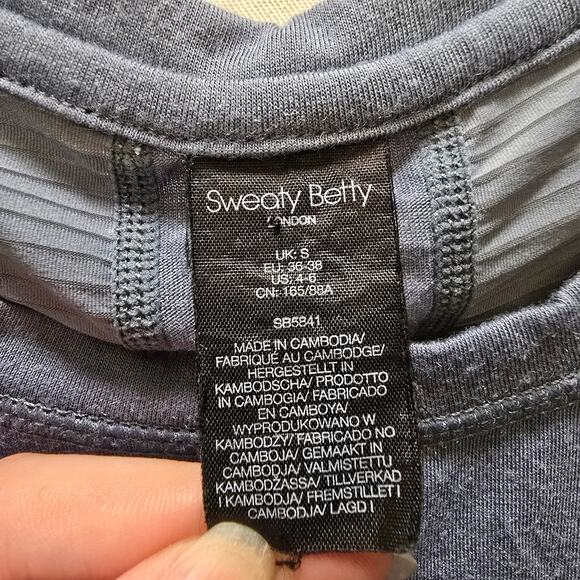 Sweaty Betty
LONDON
UK: S
EU: 36-38
US: 4-6
CN: 165/88A
SB5841
MADE IN CAMBODIA/
FABRIQUÉ AU CAMBODGE/
HERGESTELLT IN
KAMBODSCHA/ PRODOTTO
IN CAMBOGIA/ FABRICADO
EN CAMBOYA/
WYPRODUKOWANO W
KAMBODŻY/ FABRICADO NO
CAMBOJA/ GEMAAKT IN
CAMBODJA/ VALMISTETTU
KAMBODŽASSA/ TILLVERKAD
I KAMBODJA/ FREMSTILLET I
CAMBODJA/ LAGD I